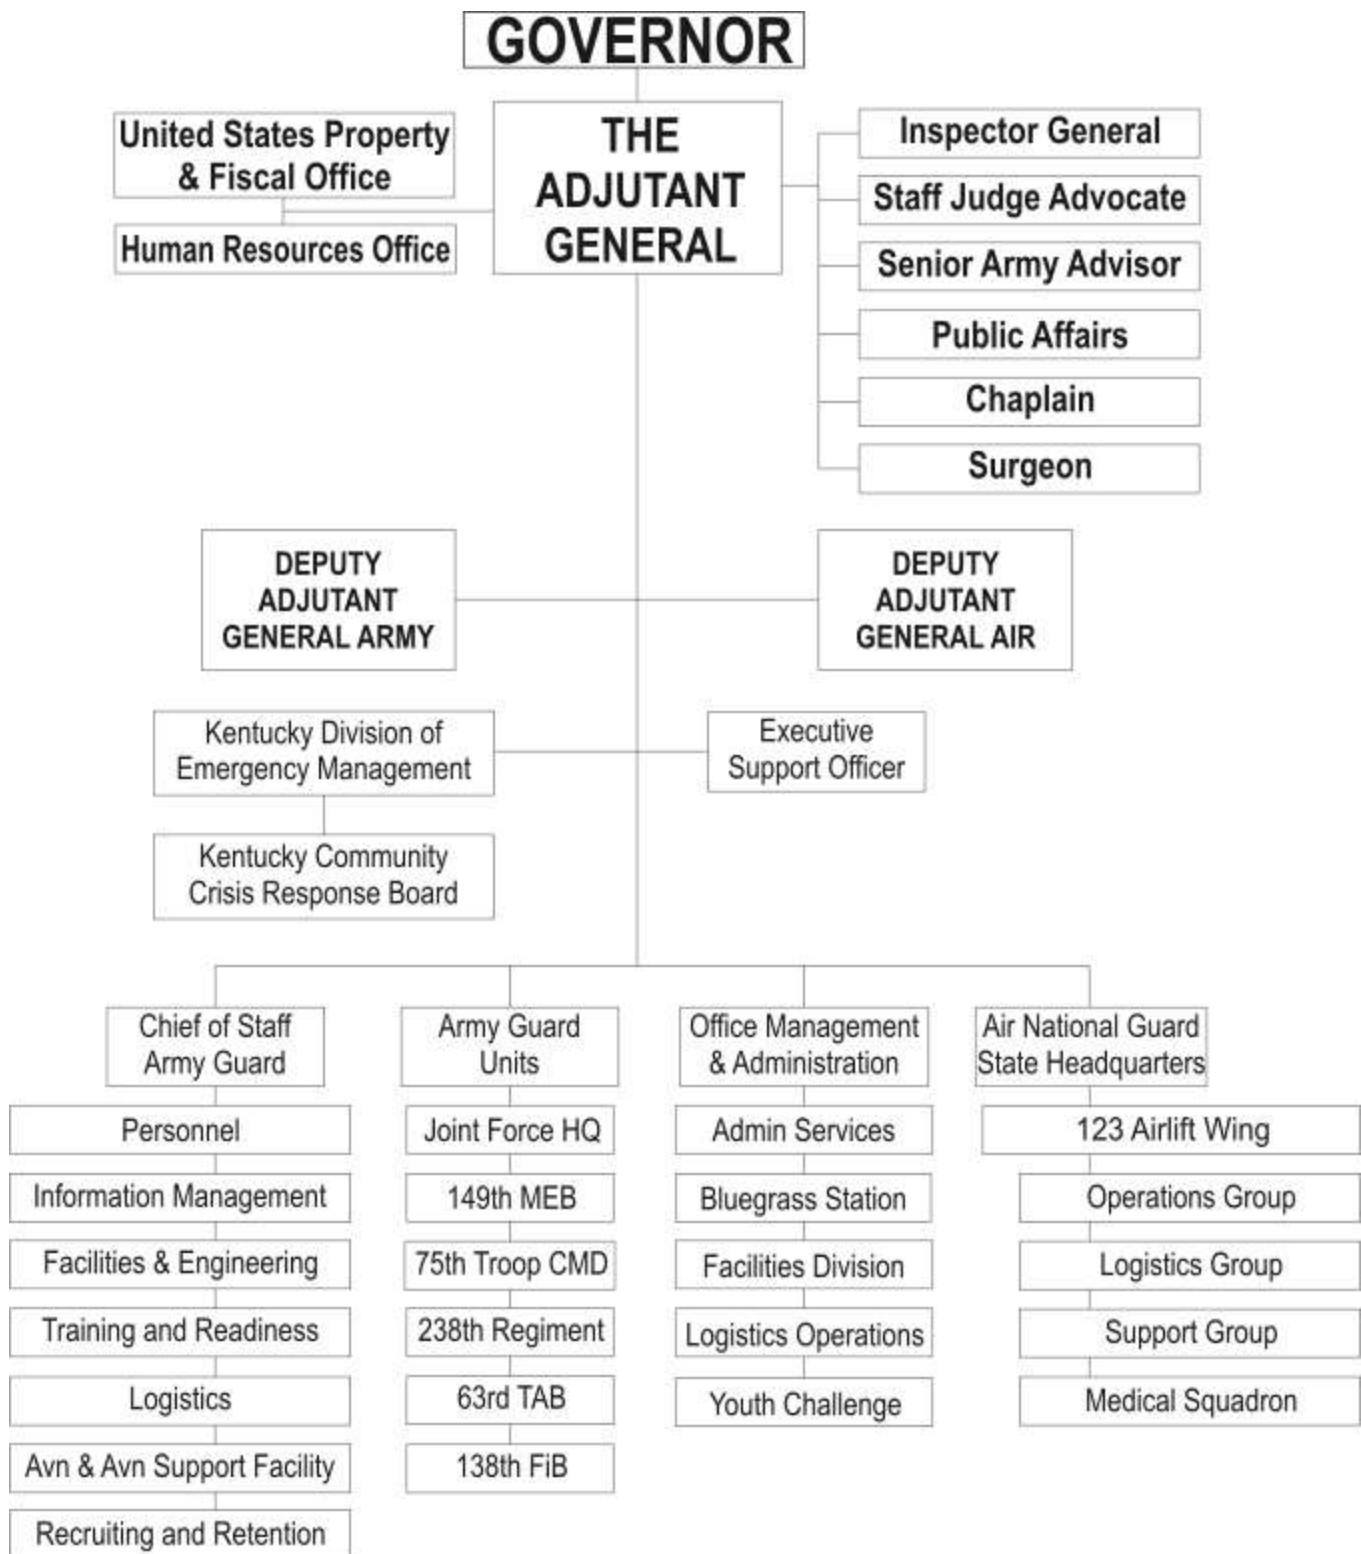 GOVERNOR
United States Property
& Fiscal Office
Human Resources Office
THE
ADJUTANT
GENERAL
Inspector General
Staff Judge Advocate
Senior Army Advisor
Public Affairs
Chaplain
Surgeon
DEPUTY
ADJUTANT
GENERAL ARMY
DEPUTY
ADJUTANT
GENERAL AIR
Kentucky Division of
Emergency Management
Executive
Support Officer
Kentucky Community
Crisis Response Board
Chief of Staff
Army Guard
Personnel
Information Management
Facilities & Engineering
Training and Readiness
Logistics
Avn & Avn Support Facility
Recruiting and Retention
Army Guard
Units
Joint Force HQ
149th MEB
75th Troop CMD
238th Regiment
63rd TAB
138th FiB
Office Management
& Administration
Admin Services
Bluegrass Station
Facilities Division
Logistics Operations
Youth Challenge
Air National Guard
State Headquarters
123 Airlift Wing
Operations Group
Logistics Group
Support Group
Medical Squadron